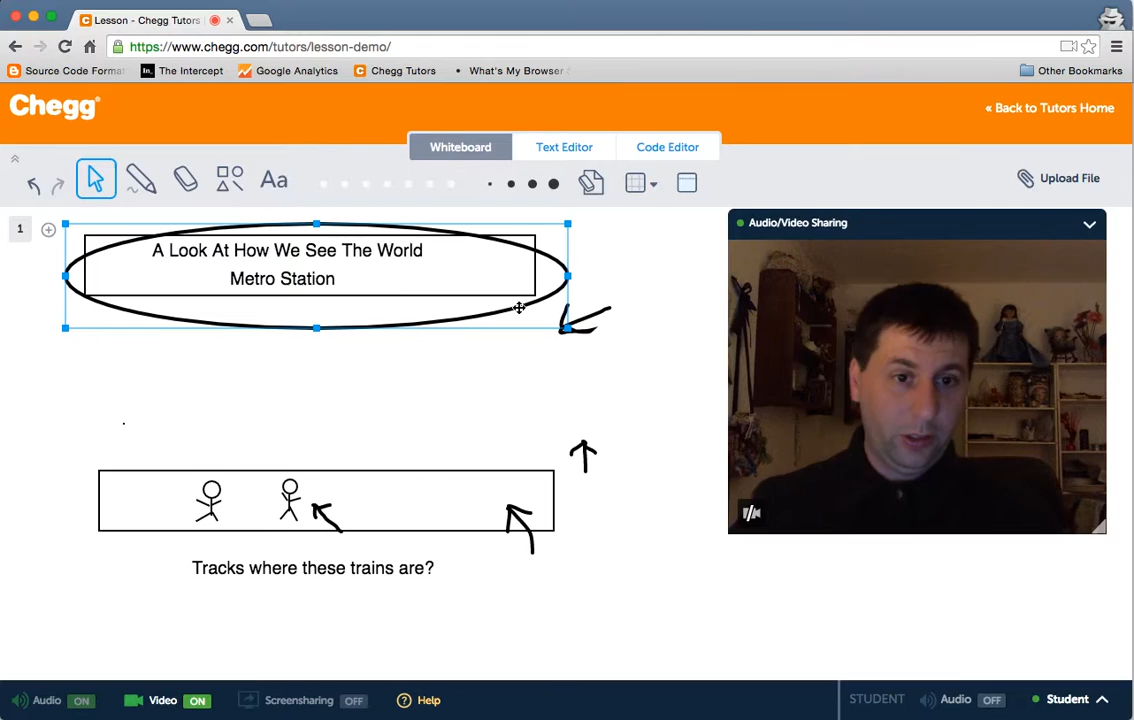 Lesson - Chegg Tutors
https://www.chegg.com/tutors/lesson-demo/
Source Code Format
In_ The Intercept
Google Analytics
Chegg Tutors
What's My Browser
Other Bookmarks
Chegg®
« Back to Tutors Home
Whiteboard
Text Editor
Code Editor
Aa
Upload File
1
A Look At How We See The World
Metro Station
Audio/Video Sharing
Tracks where these trains are?
Audio ON
Video ON
Screensharing OFF
? Help
STUDENT
Audio OFF
Student